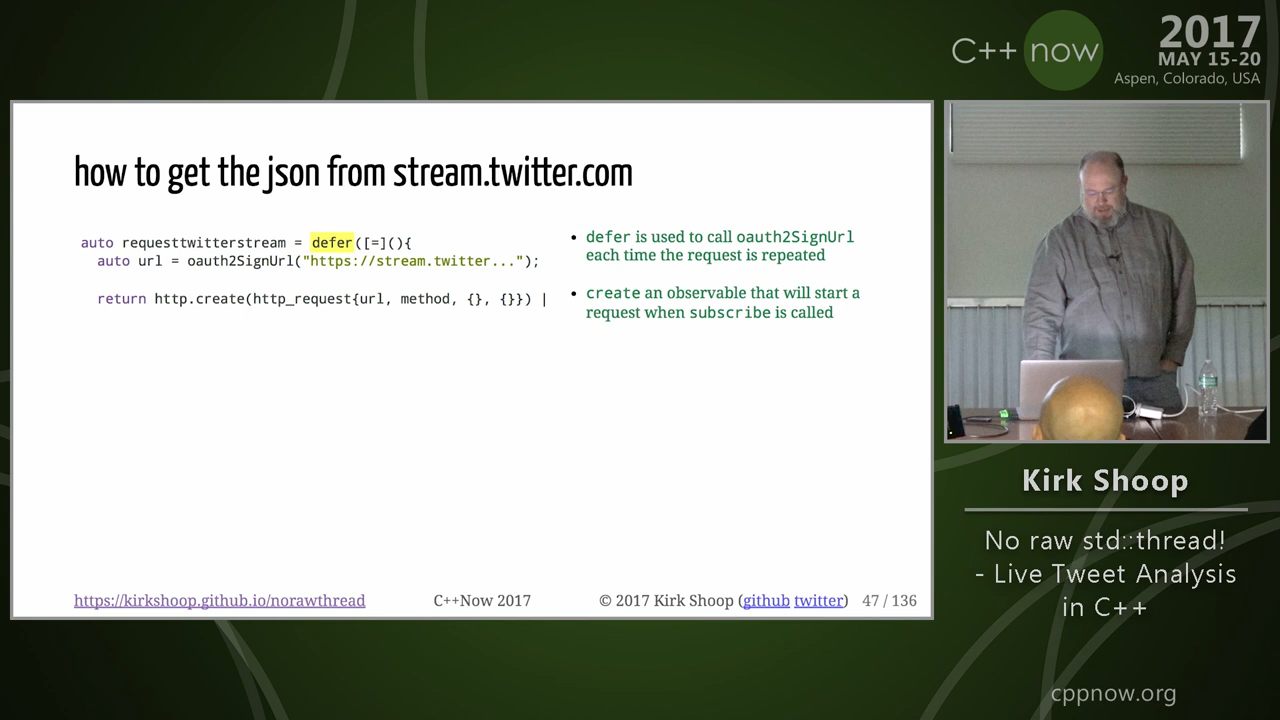 C++ now
2017
MAY 15-20
Aspen, Colorado, USA
how to get the json from stream.twitter.com
auto requesttwitterstream = defer([=](){
auto url = oauth2SignUrl("https://stream.twitter...");
return http.create(http_request{url, method, {}, {}}) |
• defer is used to call oauth2SignUrl
each time the request is repeated
• create an observable that will start a
request when subscribe is called
https://kirkshoop.github.io/norawthread
C++Now 2017
© 2017 Kirk Shoop (github twitter)
47 / 136
Kirk Shoop
No raw std::thread!
- Live Tweet Analysis
in C++
cppnow.org